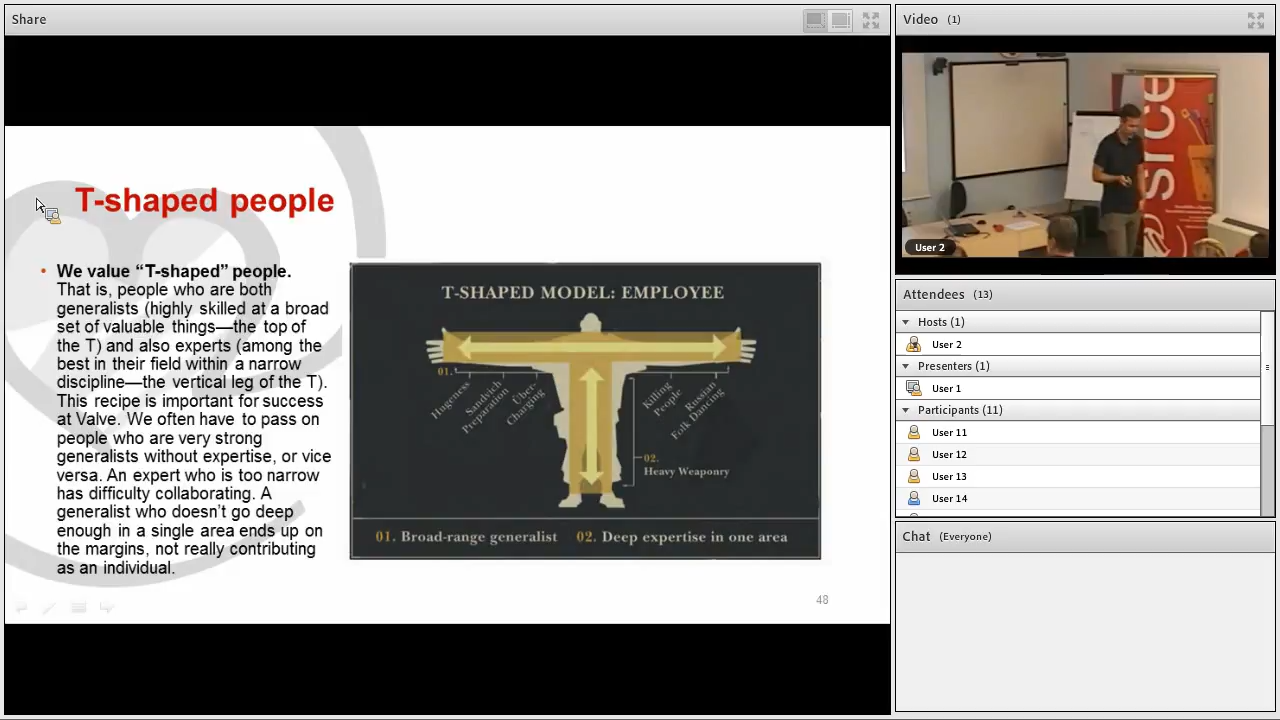 Share
T-shaped people
• We value “T-shaped” people.
That is, people who are both
generalists (highly skilled at a broad
set of valuable things—the top of
the T) and also experts (among the
best in their field within a narrow
discipline—the vertical leg of the T).
This recipe is important for success
at Valve. We often have to pass on
people who are very strong
generalists without expertise, or vice
versa. An expert who is too narrow
has difficulty collaborating. A
generalist who doesn’t go deep
enough in a single area ends up on
the margins, not really contributing
as an individual.
T-SHAPED MODEL: EMPLOYEE
01.
Hugeness
Sandwich
Preparation
Über-
Charging
Killing
People
Russian
Folk Dancing
02.
Heavy Weaponry
01. Broad-range generalist 02. Deep expertise in one area
48
Video (1)
User 2
Attendees (13)
Hosts (1)
User 2
Presenters (1)
User 1
Participants (11)
User 11
User 12
User 13
User 14
Chat (Everyone)